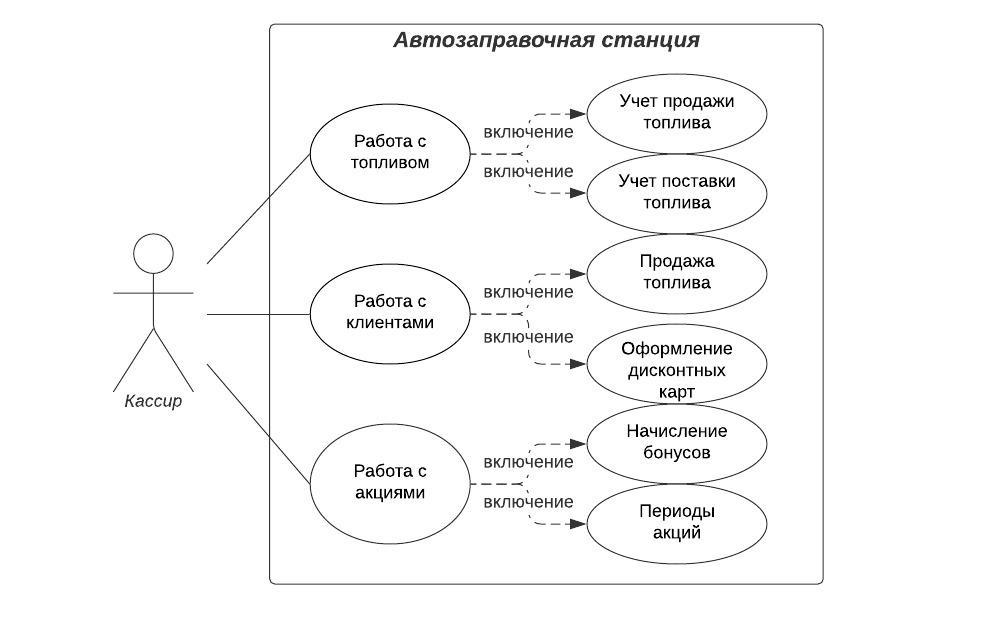 Автозаправочная станция
Учет продажи
топлива
Работа с
топливом
включение
включение
Учет поставки
топлива
Продажа
топлива
Работа с
клиентами
включение
включение
Оформление
дисконтных
карт
Кассир
Начисление
бонусов
Работа с
акциями
включение
включение
Периоды
акций